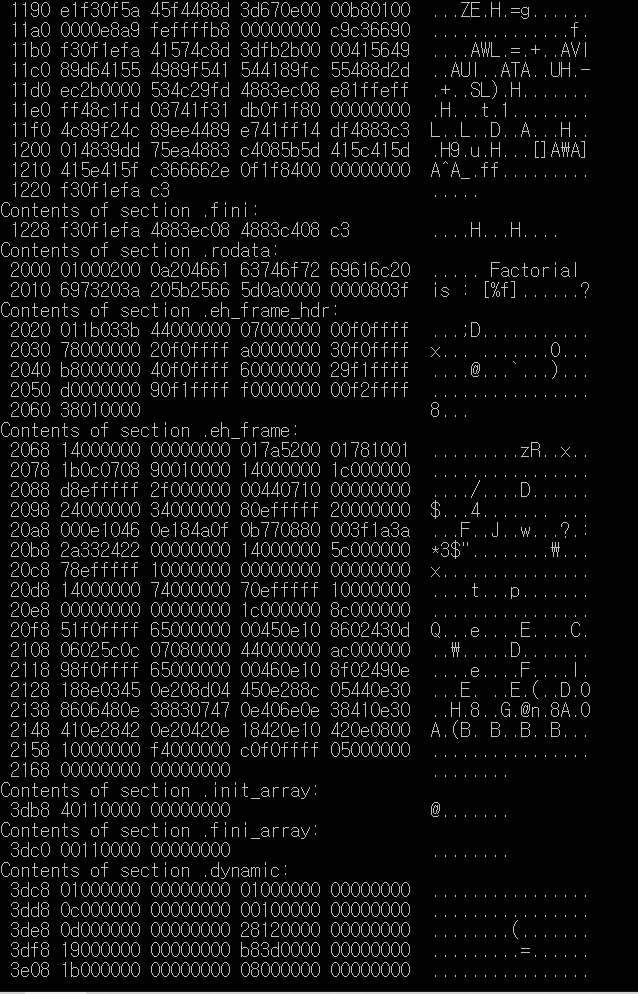 1190 e1f30f5a 45f4488d 3d670e00 00b80100 ...ZE.H.=g......
11a0 0000e8a9 feffffb8 00000000 c9c36690 ..............f.
11b0 f30f1efa 41574c8d 3dfb2b00 00415649 ....AWL.=.+..AVI
11c0 89d64155 4989f541 544189fc 55488d2d ..AUI..ATA..UH.-
11d0 ec2b0000 534c29fd 4883ec08 e81ffeff .+..SL).H.......
11e0 ff48c1fd 03741f31 db0f1f80 00000000 .H...t.1........
11f0 4c89f24c 89ee4489 e741ff14 df4883c3 L..L..D..A...H..
1200 014839dd 75ea4883 c4085b5d 415c415d .H9.u.H...[]A₩A]
1210 415e415f c366662e 0f1f8400 00000000 A^A_.ff.........
1220 f30f1efa c3 .....
Contents of section .fini:
1228 f30f1efa 4883ec08 4883c408 c3 ....H...H....
Contents of section .rodata:
2000 01000200 0a204661 63746f72 69616c20 ..... Factorial
2010 6973203a 205b2566 5d0a0000 0000803f is : [%f]......?
Contents of section .eh_frame_hdr:
2020 011b033b 44000000 07000000 00f0ffff ...;D...........
2030 78000000 20f0ffff a0000000 30f0ffff x... .......0...
2040 b8000000 40f0ffff 60000000 29f1ffff ....@...`...)...
2050 d0000000 90f1ffff f0000000 00f2ffff ................
2060 38010000 8...
Contents of section .eh_frame:
2068 14000000 00000000 017a5200 01781001 .........zR..x..
2078 1b0c0708 90010000 14000000 1c000000 ................
2088 d8efffff 2f000000 00440710 00000000 ..../....D......
2098 24000000 34000000 80efffff 20000000 $...4....... ...
20a8 000e1046 0e184a0f 0b770880 003f1a3a ...F..J..w...?.:
20b8 2a332422 00000000 14000000 5c000000 *3$"........₩...
20c8 78efffff 10000000 00000000 00000000 x...............
20d8 14000000 74000000 70efffff 10000000 ....t...p.......
20e8 00000000 00000000 1c000000 8c000000 ................
20f8 51f0ffff 65000000 00450e10 8602430d Q...e....E....C.
2108 06025c0c 07080000 44000000 ac000000 ..₩.....D.......
2118 98f0ffff 65000000 00460e10 8f02490e ....e....F....I.
2128 188e0345 0e208d04 450e288c 05440e30 ...E. ..E.(..D.0
2138 8606480e 38830747 0e406e0e 38410e30 ..H.8..G.@n.8A.0
2148 410e2842 0e20420e 18420e10 420e0800 A.(B. B..B..B...
2158 10000000 f4000000 c0f0ffff 05000000 ................
2168 00000000 00000000 ........
Contents of section .init_array:
3db8 40110000 00000000 @.......
Contents of section .fini_array:
3dc0 00110000 00000000 ........
Contents of section .dynamic:
3dc8 01000000 00000000 01000000 00000000 ................
3dd8 0c000000 00000000 00100000 00000000 ................
3de8 0d000000 00000000 28120000 00000000 ........(.......
3df8 19000000 00000000 b83d0000 00000000 .........=......
3e08 1b000000 00000000 08000000 00000000 ................